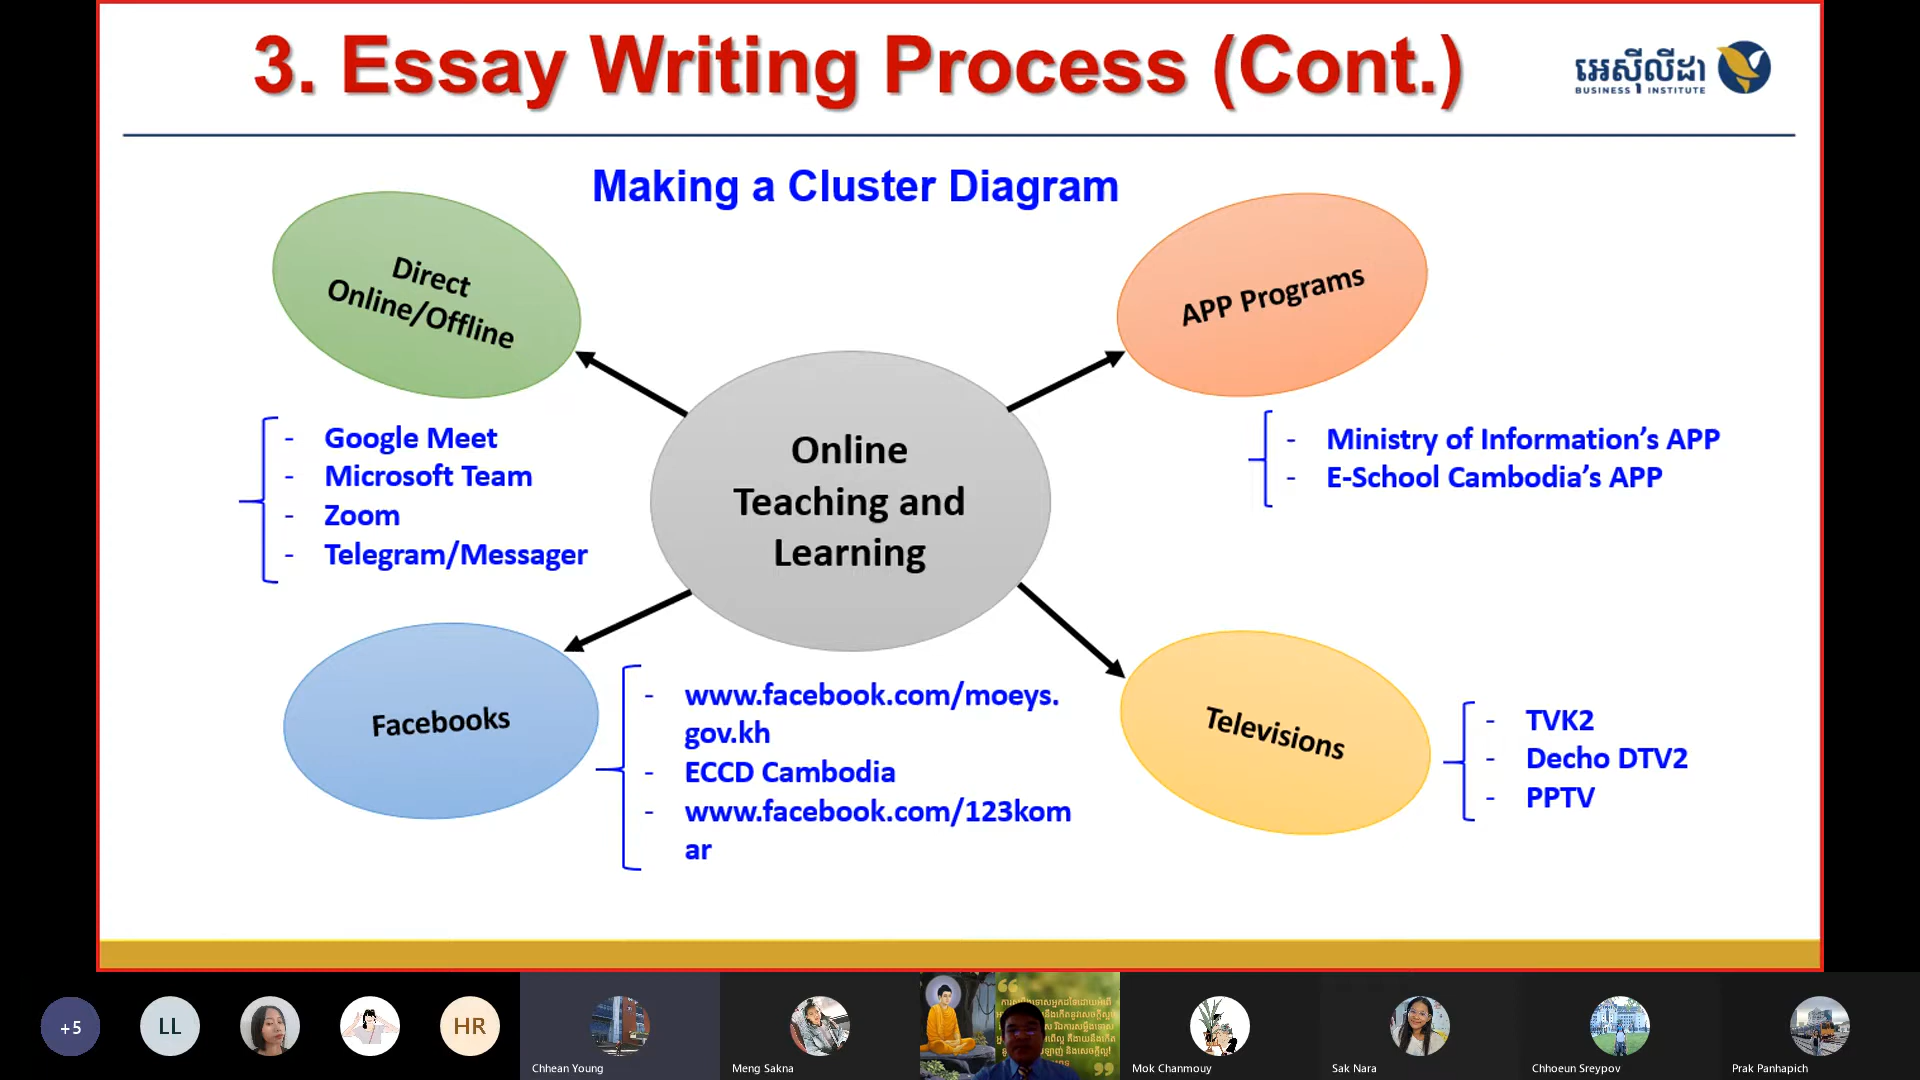 3. Essay Writing Process (Cont.)
អេស៊ីលីដា
BUSINESS INSTITUTE
Making a Cluster Diagram
Direct
Online/Offline
APP Programs
Online
Teaching and
Learning
- Google Meet
- Microsoft Team
- Zoom
- Telegram/Messager
- Ministry of Information’s APP
- E-School Cambodia’s APP
Facebooks
- www.facebook.com/moeys.
gov.kh
- ECCD Cambodia
- www.facebook.com/123kom
ar
Televisions
- TVK2
- Decho DTV2
- PPTV
+5
LL
HR
Chhean Young
Meng Sakna
Mok Chanmouy
Sak Nara
Chhoeun Sreypov
Prak Panhapich